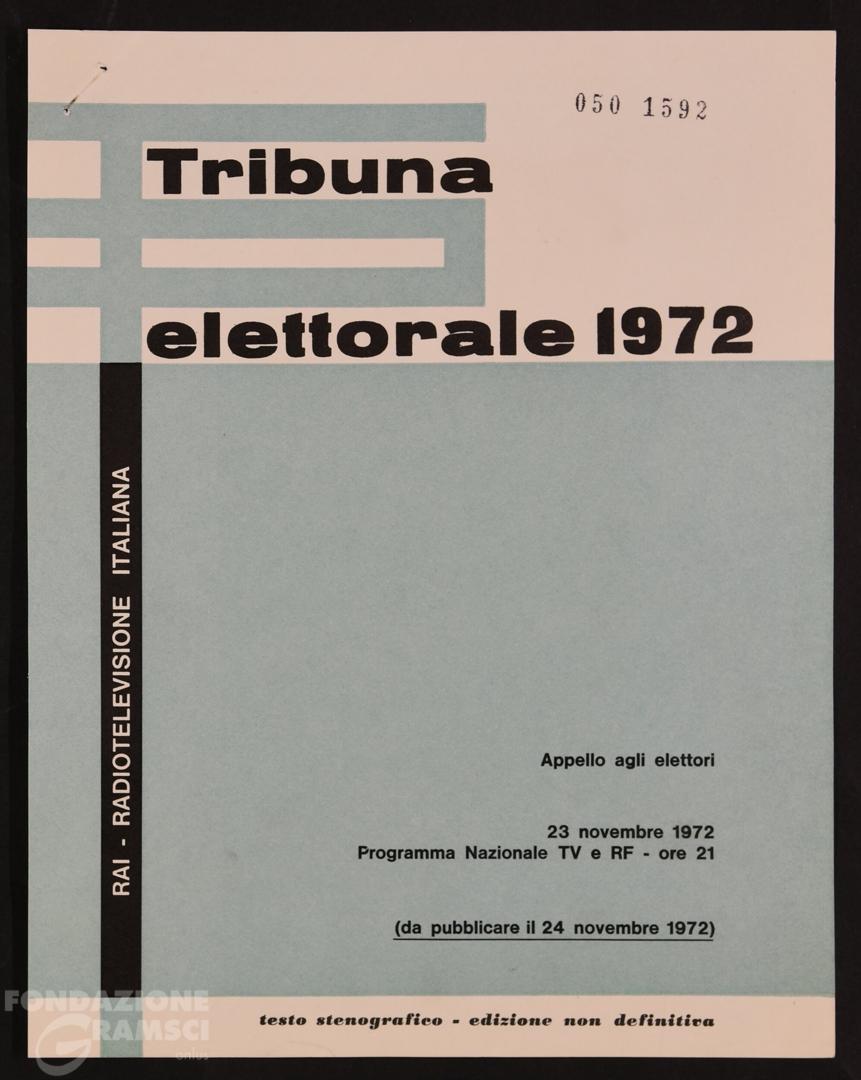 050 1592
Tribuna
elettorale 1972
RAI - RADIOTELEVISIONE ITALIANA
Appello agli elettori
23 novembre 1972
Programma Nazionale TV e RF - ore 21
(da pubblicare il 24 novembre 1972)
testo stenografico - edizione non definitiva
FONDAZIONE
GRAMSCI
onlus